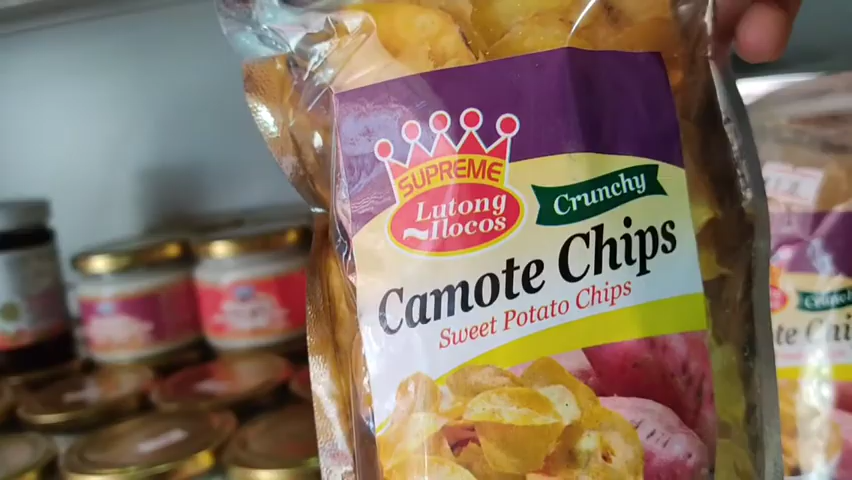 SUPREME
Lutong
~Ilocos
Crunchy
Camote Chips
Sweet Potato Chips